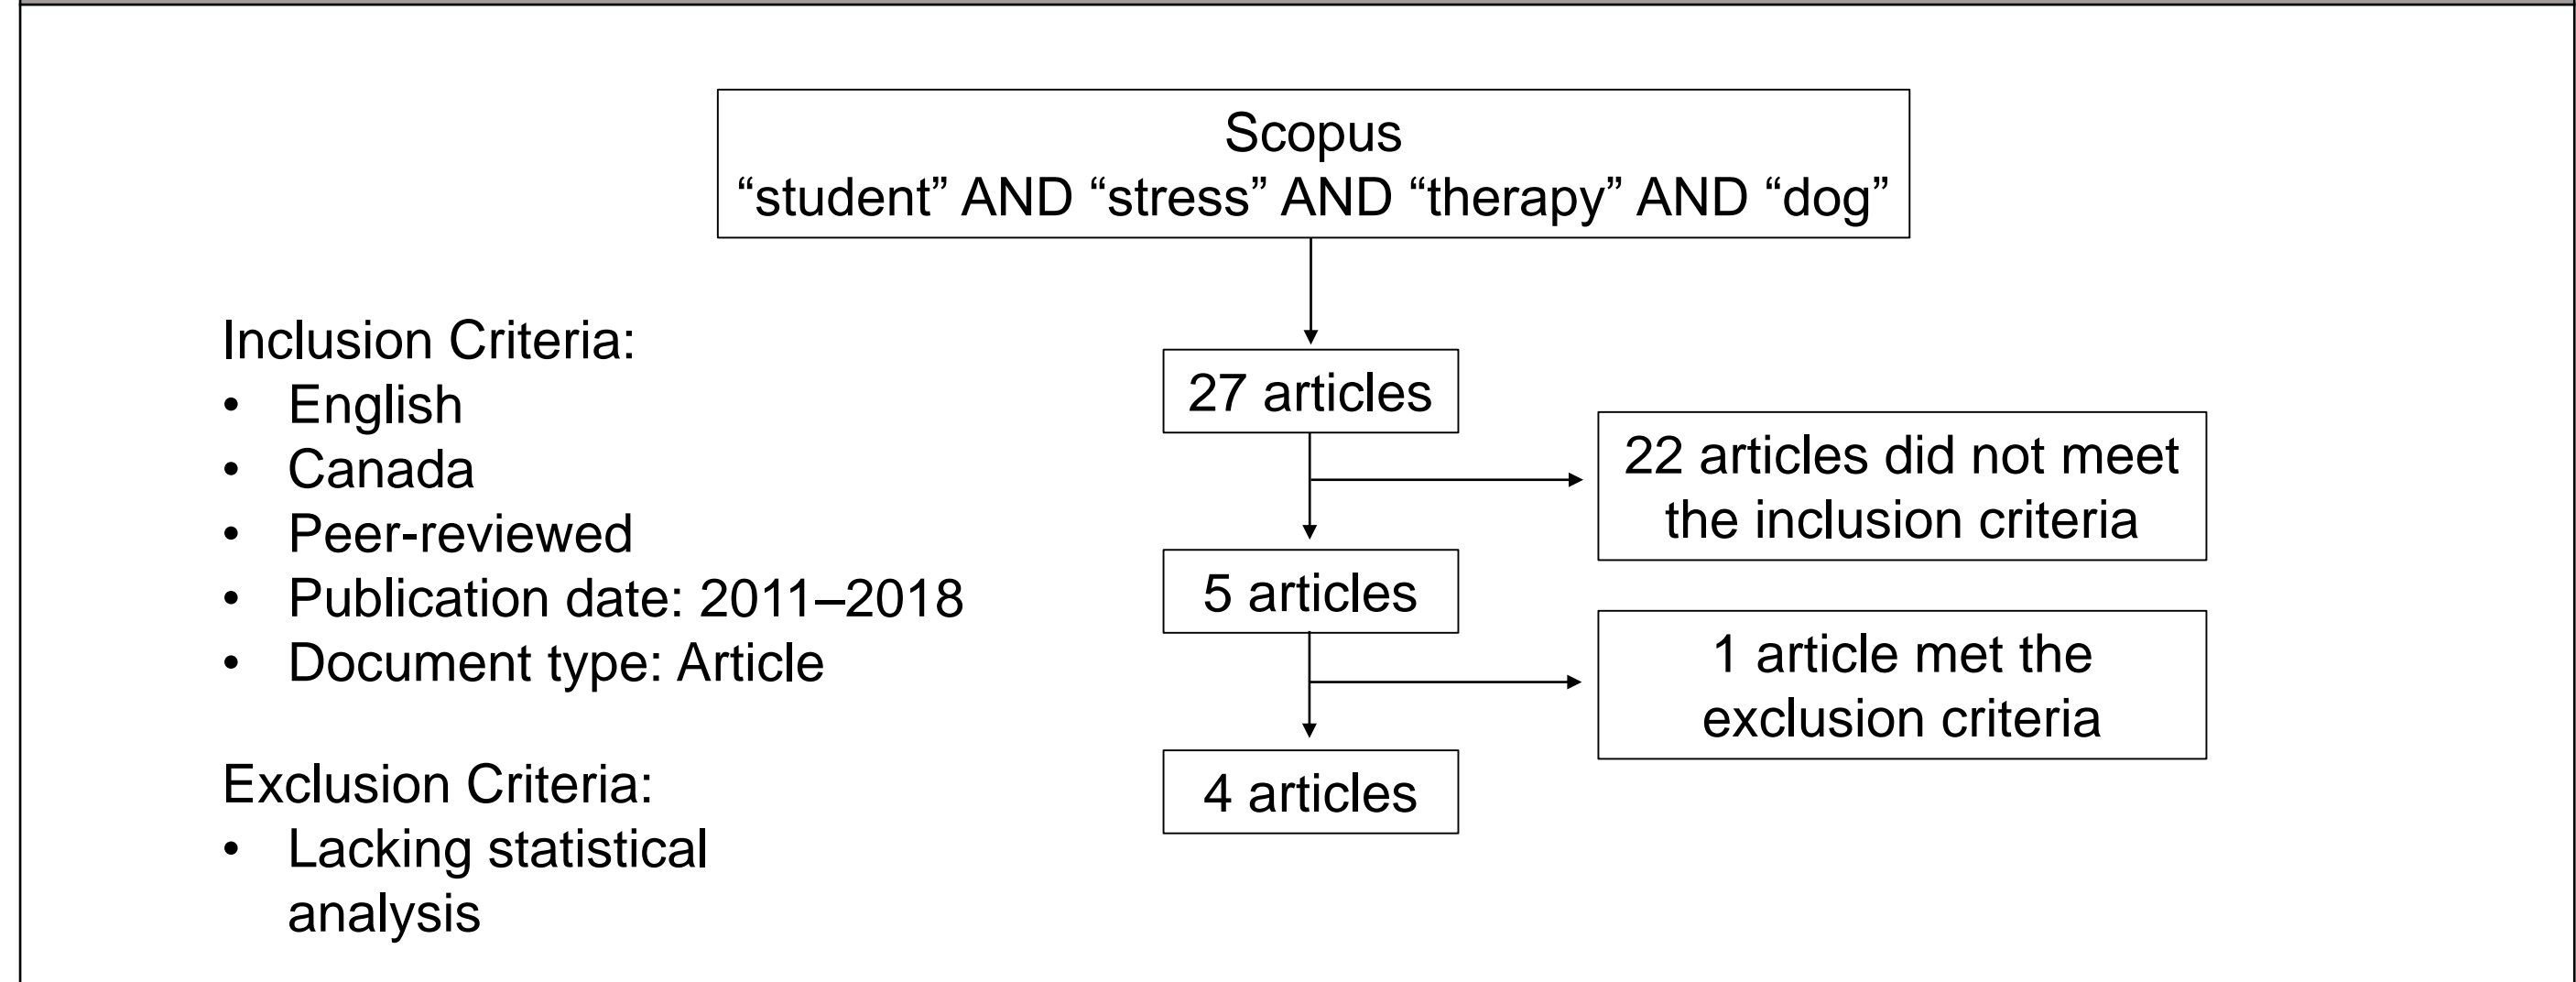 Scopus
“student” AND “stress” AND “therapy” AND “dog”
Inclusion Criteria:
• English
• Canada
• Peer-reviewed
• Publication date: 2011–2018
• Document type: Article
Exclusion Criteria:
• Lacking statistical
analysis
27 articles
22 articles did not meet
the inclusion criteria
5 articles
1 article met the
exclusion criteria
4 articles